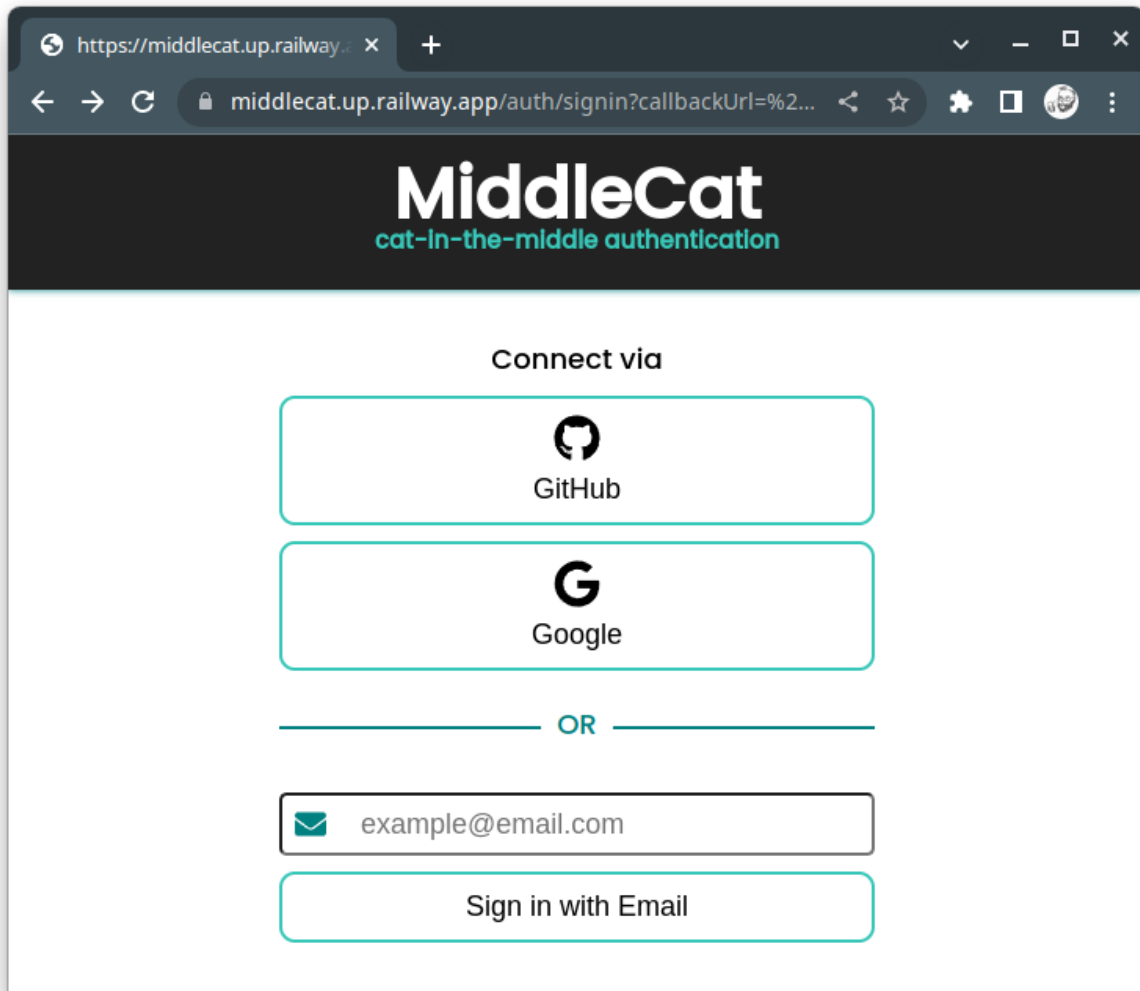 https://middlecat.up.railway.a
middlecat.up.railway.app/auth/signin?callbackUrl=%2...
MiddleCat
cat-in-the-middle authentication
Connect via
GitHub
Google
OR
example@email.com
Sign in with Email